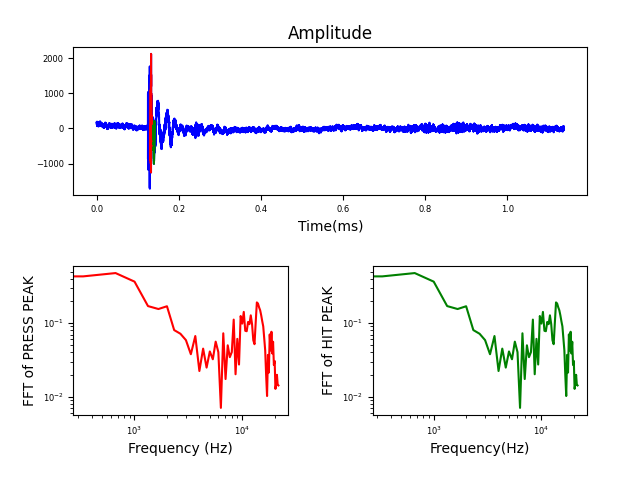 Amplitude
2000
1000
0
−1000
0.0 0.2 0.4 0.6 0.8 1.0
Time(ms)
FFT of PRESS PEAK
10⁻¹
10⁻²
10³ 10⁴
Frequency (Hz)
FFT of HIT PEAK
10⁻¹
10⁻²
10³ 10⁴
Frequency(Hz)